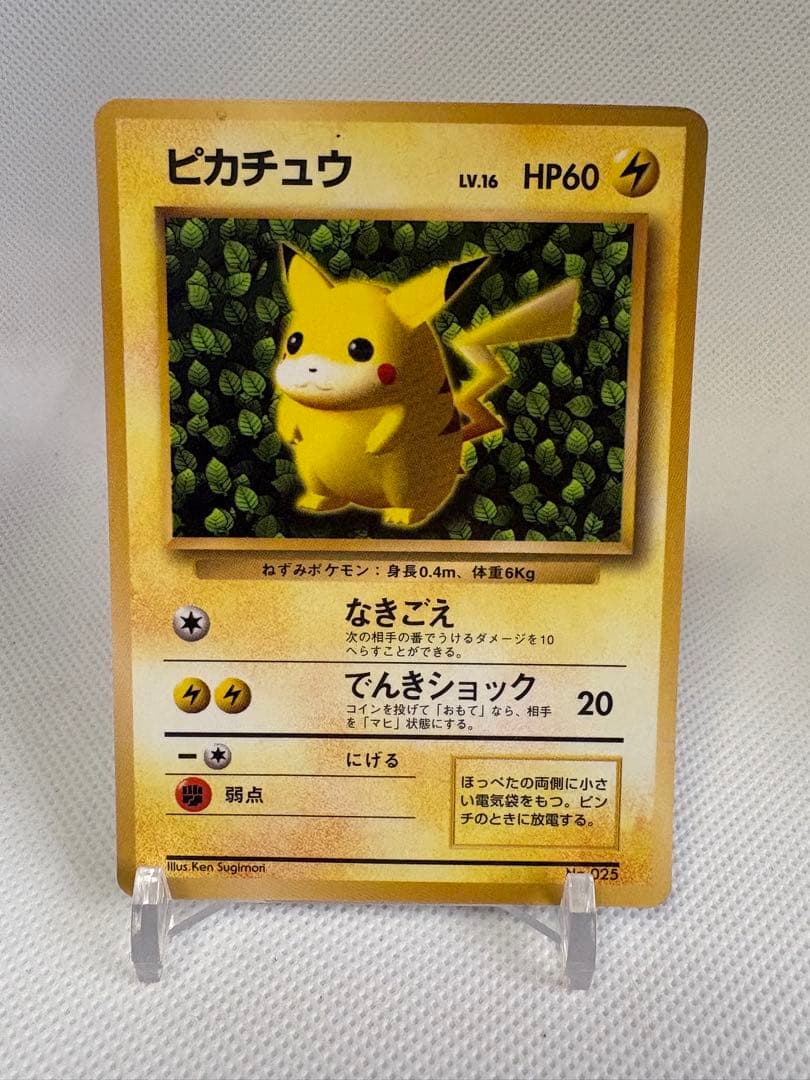 ピカチュウ LV.16 HP60
ねずみポケモン：身長0.4m、体重6Kg
なきごえ
次の相手の番でうけるダメージを10
へらすことができる。
でんきショック 20
コインを投げて「おもて」なら、相手
を「マヒ」状態にする。
にげる
弱点
ほっぺたの両側に小さ
い電気袋をもつ。ピン
チのときに放電する。
Illus.Ken Sugimori
No.025